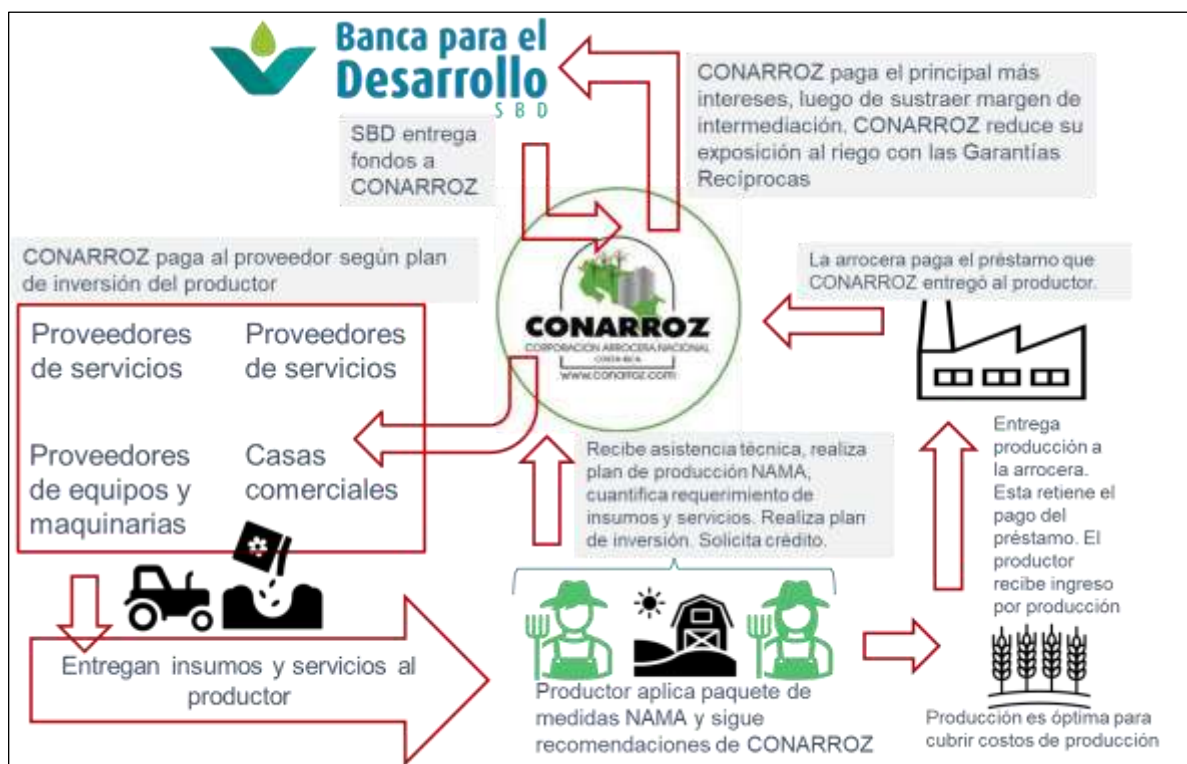 Banca para el
Desarrollo
S B D
SBD entrega
fondos a
CONARROZ
CONARROZ paga el principal más
intereses, luego de sustraer margen de
intermediación. CONARROZ reduce su
exposición al riego con las Garantías
Recíprocas
CONARROZ paga al proveedor según plan
de inversión del productor
Proveedores
de servicios
Proveedores
de servicios
Proveedores
de equipos y
maquinarias
Casas
comerciales
CONARROZ
CORPORACION ARROCERA NACIONAL
COSTA RICA
www.conarroz.com
La arrocera paga el préstamo que
CONARROZ entregó al productor.
Recibe asistencia técnica, realiza
plan de producción NAMA,
cuantifica requerimiento de
insumos y servicios. Realiza plan
de inversión. Solicita crédito.
Entrega
producción a
la arrocera.
Esta retiene el
pago del
préstamo. El
productor
recibe ingreso
por producción
Entregan insumos y servicios al
productor
Productor aplica paquete de
medidas NAMA y sigue
recomendaciones de CONARROZ
Producción es óptima para
cubrir costos de producción